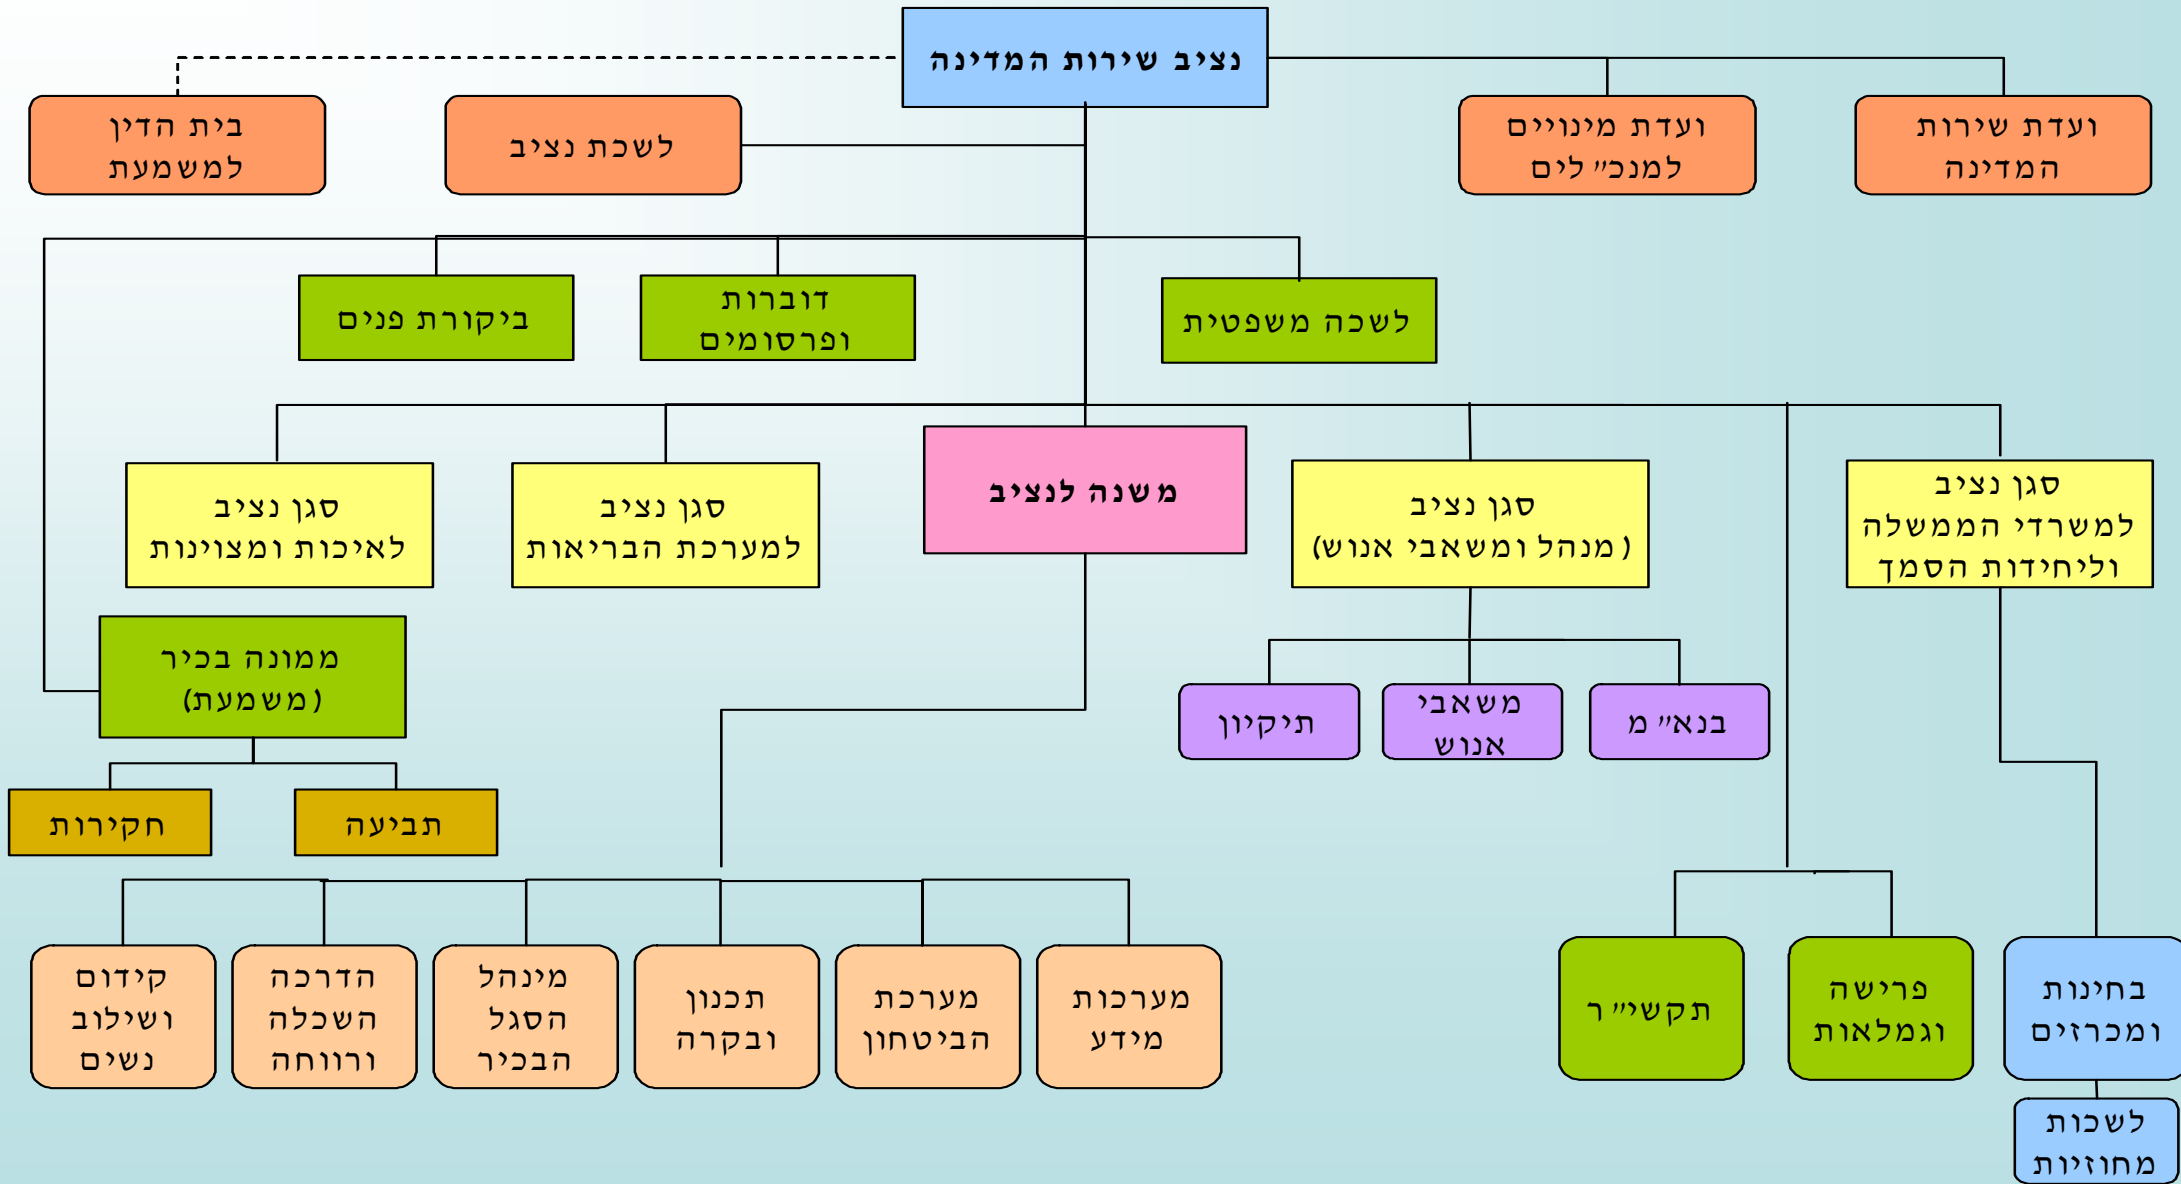 נציב שירות המדינה
ועדת שירות
המדינה
ועדת מינויים
למנכ״לים
לשכת נציב
בית הדין
למשמעת
לשכה משפטית
דוברות
ופרסומים
ביקורת פנים
סגן נציב
למשרדי הממשלה
וליחידות הסמך
סגן נציב
(מנהל ומשאבי אנוש)
משנה לנציב
סגן נציב
למערכת הבריאות
סגן נציב
לאיכות ומצוינות
ממונה בכיר
(משמעת)
בנא״מ
משאבי
אנוש
תיקיון
תביעה
חקירות
בחינות
ומכרזים
פרישה
וגמלאות
תקשי״ר
מערכות
מידע
מערכת
הביטחון
תכנון
ובקרה
מינהל
הסגל
הבכיר
הדרכה
השכלה
ורווחה
קידום
ושילוב
נשים
לשכות
מחוזיות